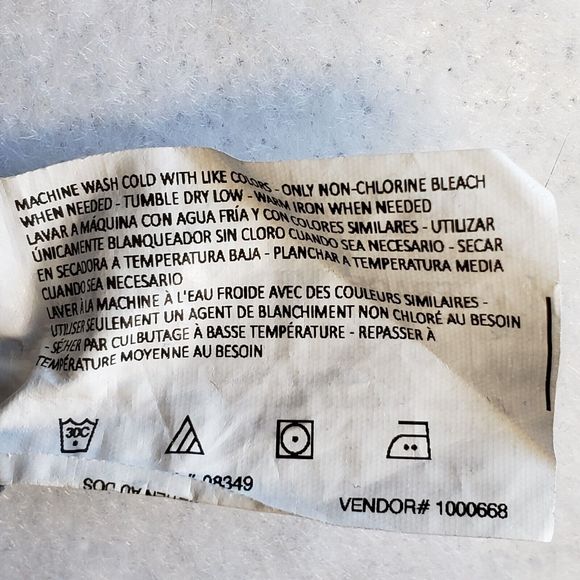 MACHINE WASH COLD WITH LIKE COLORS - ONLY NON-CHLORINE BLEACH
WHEN NEEDED - TUMBLE DRY LOW - WARM IRON WHEN NEEDED
LAVAR A MÁQUINA CON AGUA FRÍA Y CON COLORES SIMILARES - UTILIZAR
ÚNICAMENTE BLANQUEADOR SIN CLORO CUANDO SEA NECESARIO - SECAR
EN SECADORA A TEMPERATURA BAJA - PLANCHAR A TEMPERATURA MEDIA
CUANDO SEA NECESARIO
LAVER À LA MACHINE À L'EAU FROIDE AVEC DES COULEURS SIMILAIRES -
UTILISER SEULEMENT UN AGENT DE BLANCHIMENT NON CHLORÉ AU BESOIN
- SÉCHER PAR CULBUTAGE À BASSE TEMPÉRATURE - REPASSER À
TEMPÉRATURE MOYENNE AU BESOIN
30C
# 08349
VENDOR# 1000668